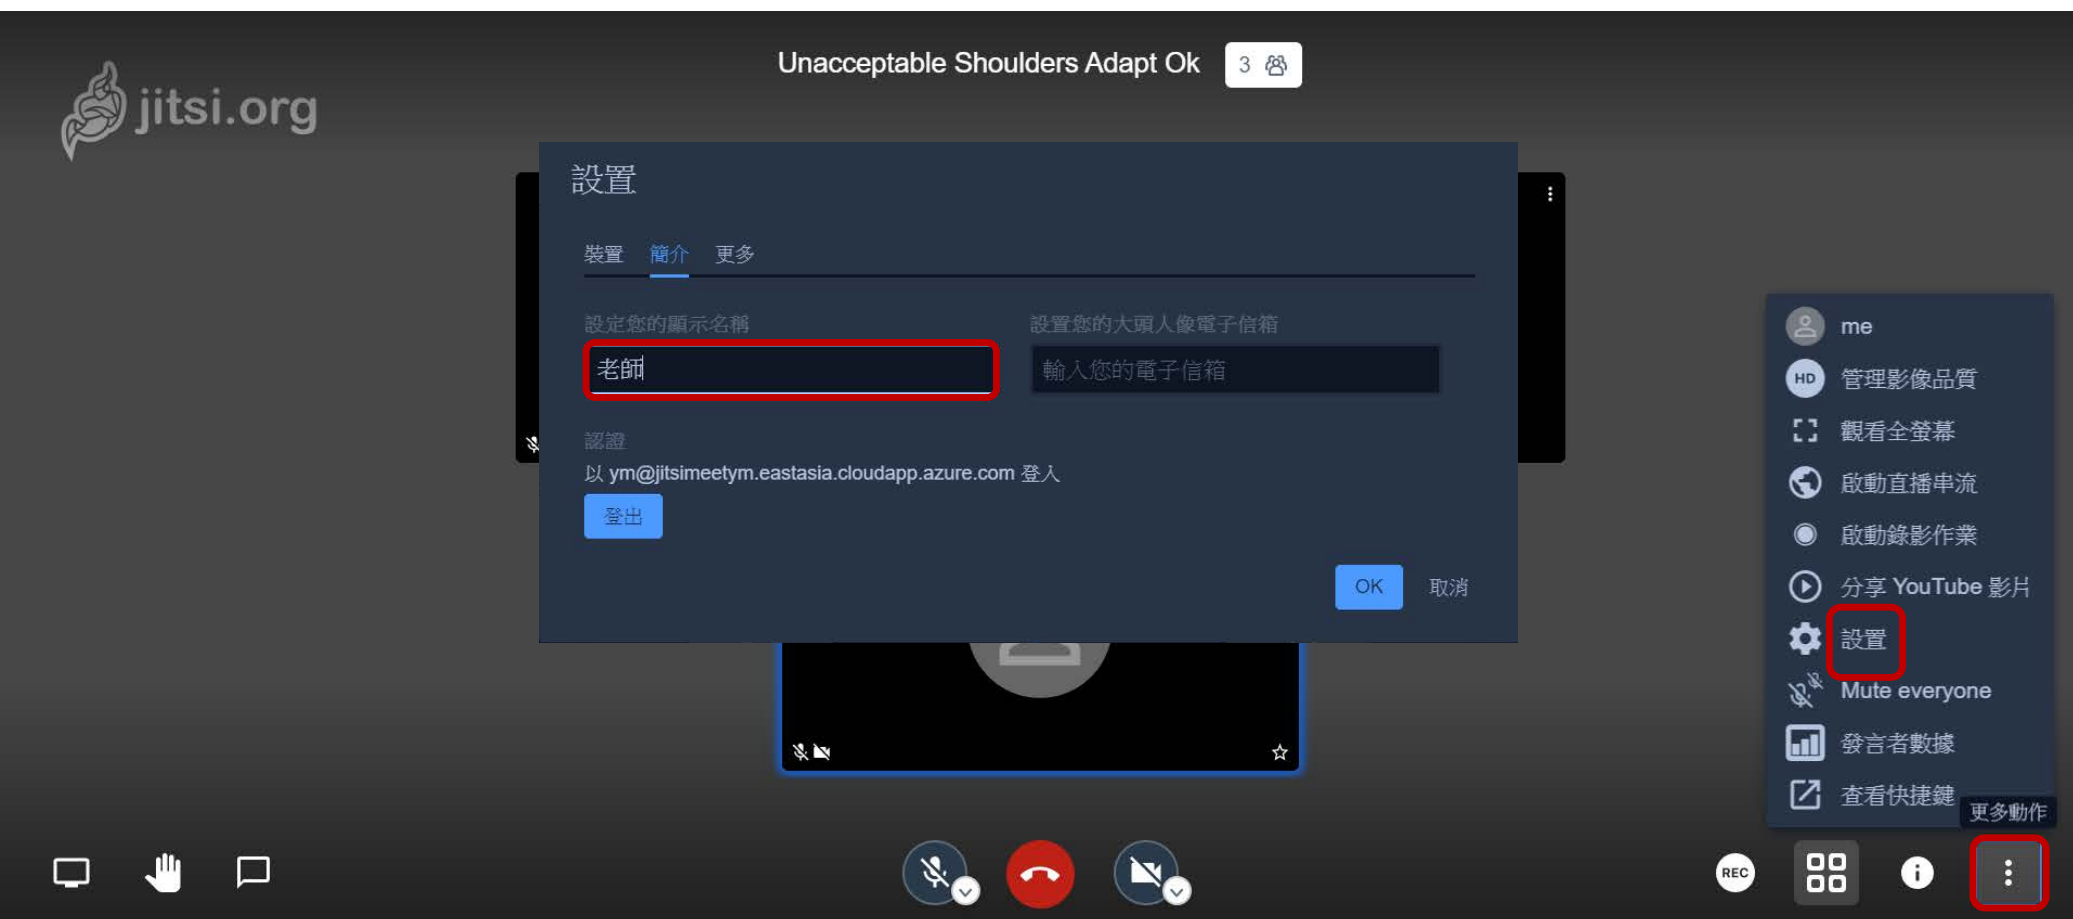 Unacceptable Shoulders Adapt Ok 3
jitsi.org
設置
裝置 簡介 更多
設定您的顯示名稱 設置您的大頭人像電子信箱
老師 輸入您的電子信箱
認證
以 ym@jitsimeetym.eastasia.cloudapp.azure.com 登入
登出
OK 取消
me
HD 管理影像品質
觀看全螢幕
啟動直播串流
啟動錄影作業
分享 YouTube 影片
設置
Mute everyone
發言者數據
查看快捷鍵
更多動作
REC